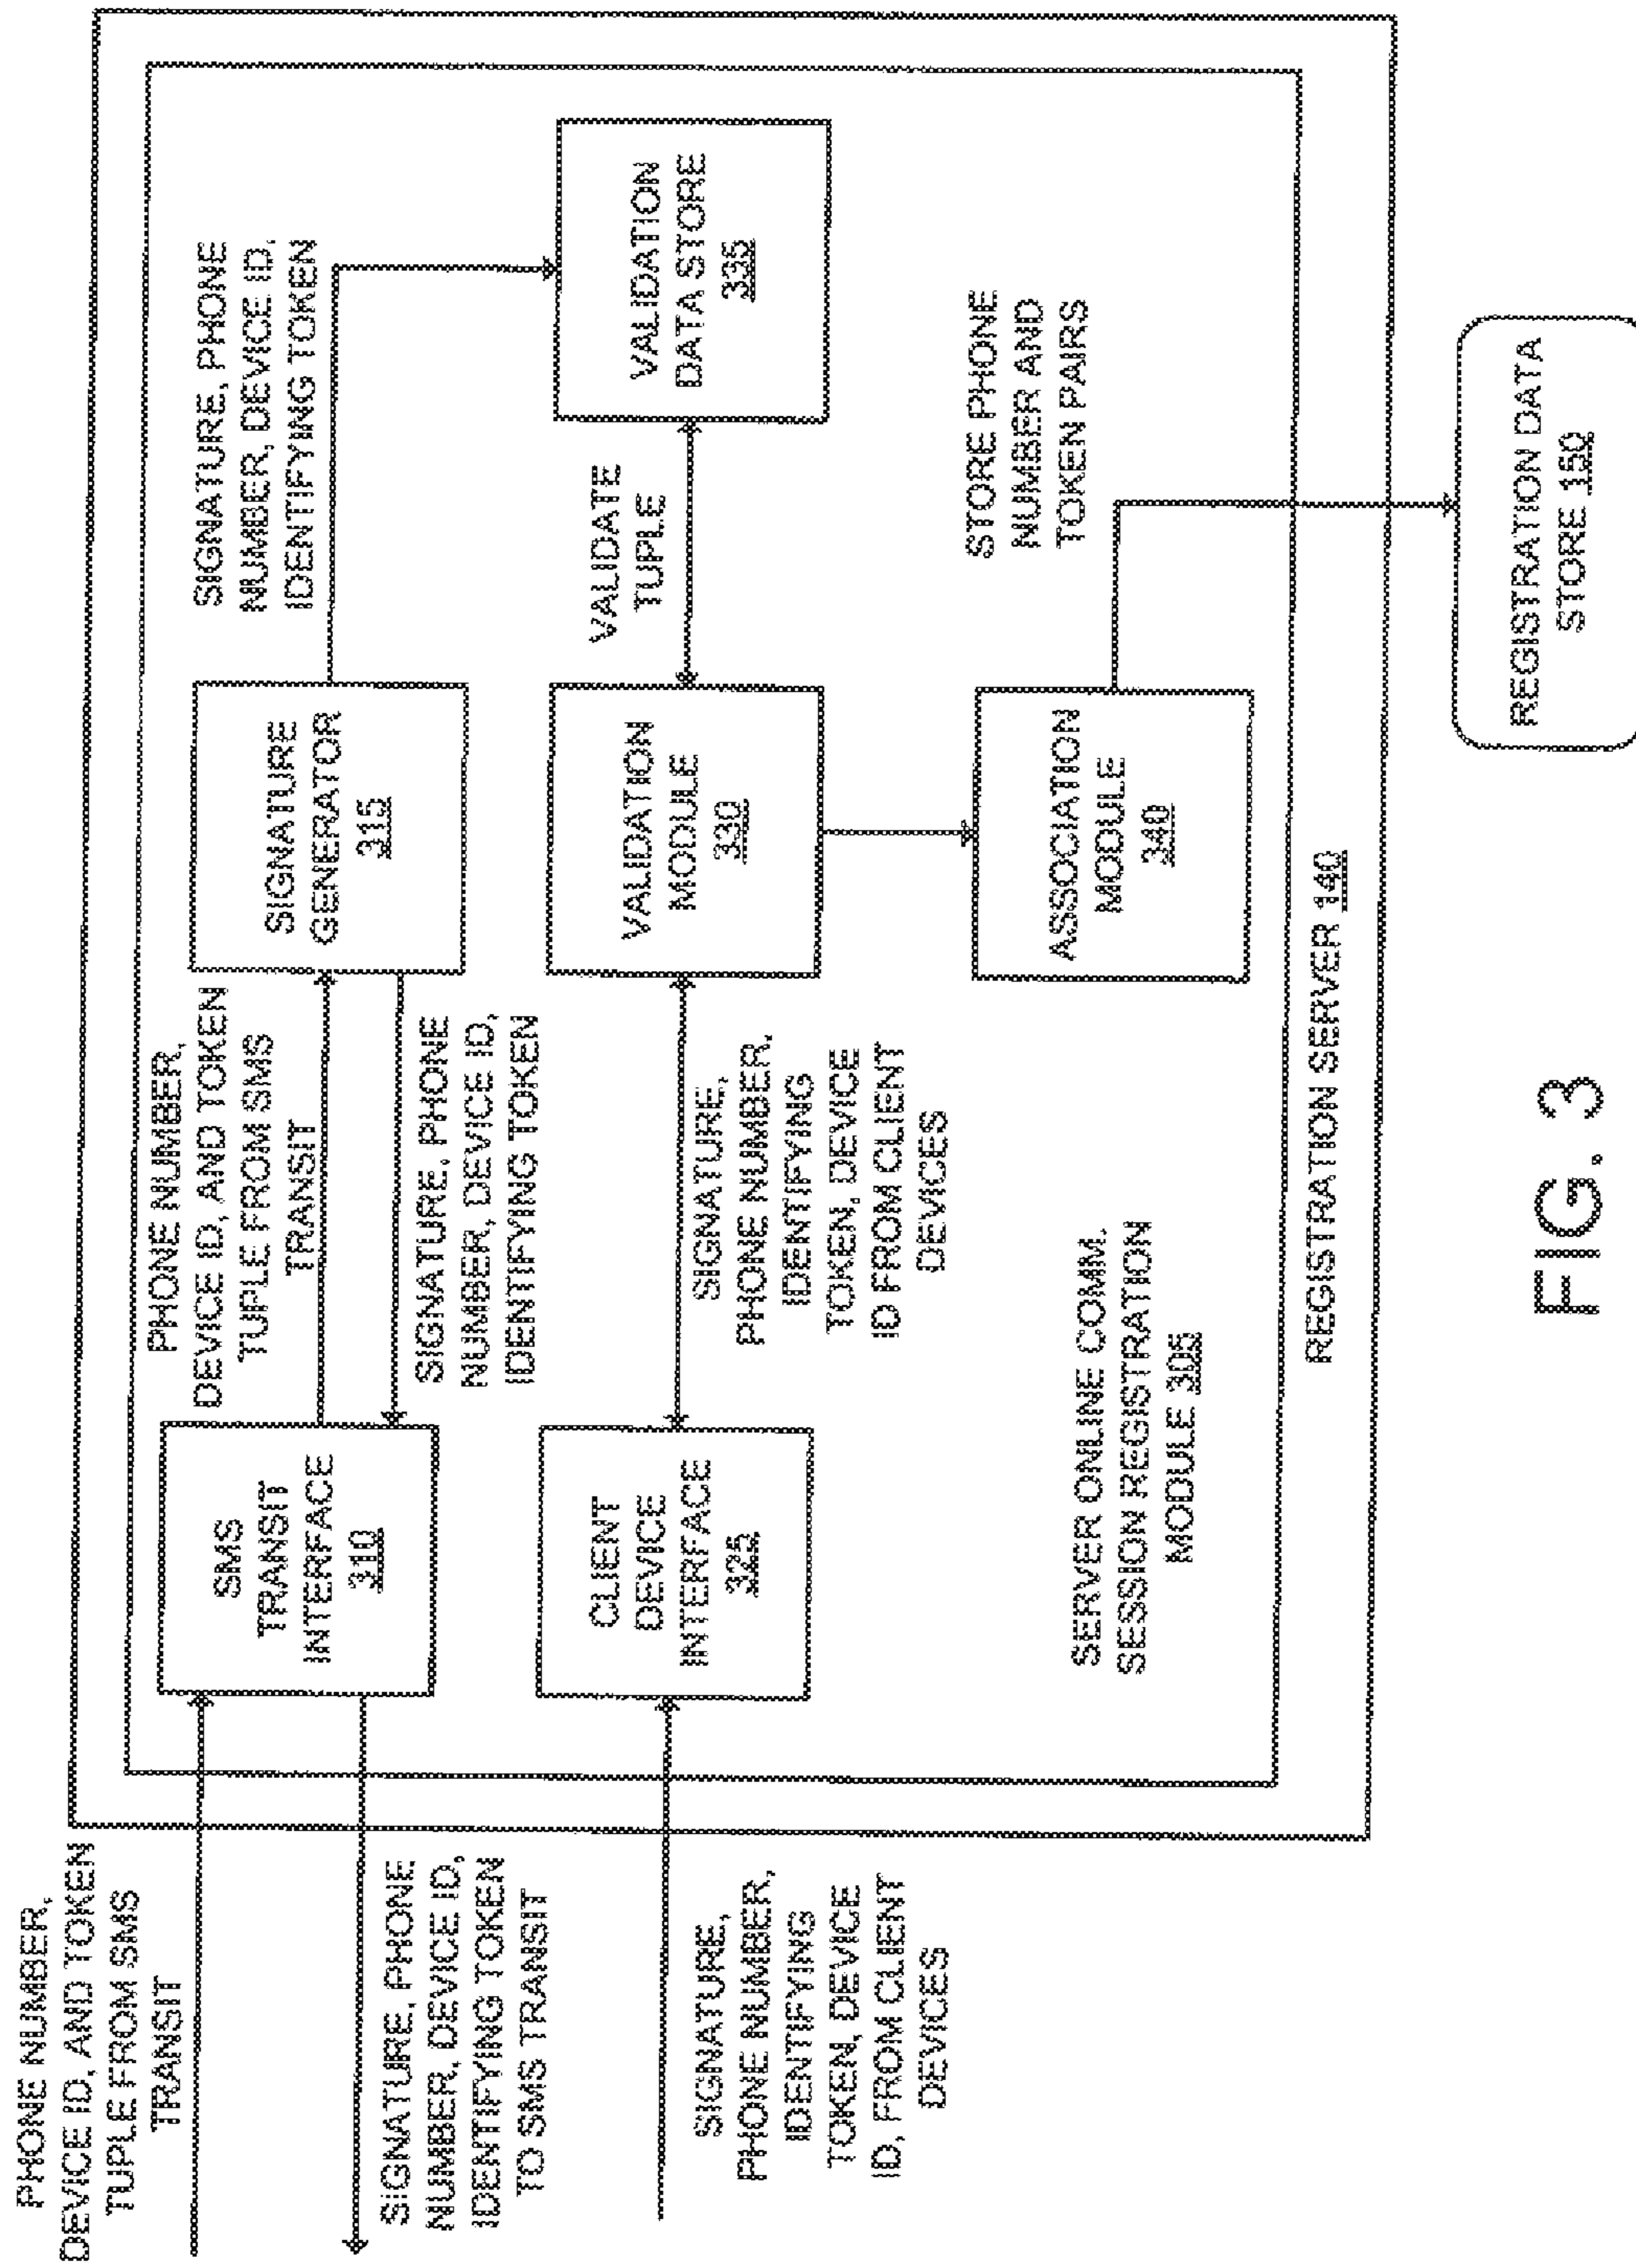 PHONE NUMBER,
DEVICE ID, AND TOKEN
TUPLE FROM SMS
TRANSIT
SIGNATURE, PHONE
NUMBER, DEVICE ID,
IDENTIFYING TOKEN
TO SMS TRANSIT
SIGNATURE,
PHONE NUMBER,
IDENTIFYING
TOKEN, DEVICE
ID, FROM CLIENT
DEVICES
SMS
TRANSIT
INTERFACE
310
PHONE NUMBER,
DEVICE ID, AND TOKEN
TUPLE FROM SMS
TRANSIT
SIGNATURE, PHONE
NUMBER, DEVICE ID,
IDENTIFYING TOKEN
SIGNATURE
GENERATOR
315
SIGNATURE, PHONE
NUMBER, DEVICE ID,
IDENTIFYING TOKEN
CLIENT
DEVICE
INTERFACE
325
SIGNATURE,
PHONE NUMBER,
IDENTIFYING
TOKEN, DEVICE
ID FROM CLIENT
DEVICES
VALIDATION
MODULE
330
VALIDATE
TUPLE
VALIDATION
DATA STORE
335
ASSOCIATION
MODULE
340
STORE PHONE
NUMBER AND
TOKEN PAIRS
SERVER ONLINE COMM.
SESSION REGISTRATION
MODULE 305
REGISTRATION SERVER 140
REGISTRATION DATA
STORE 150
FIG. 3